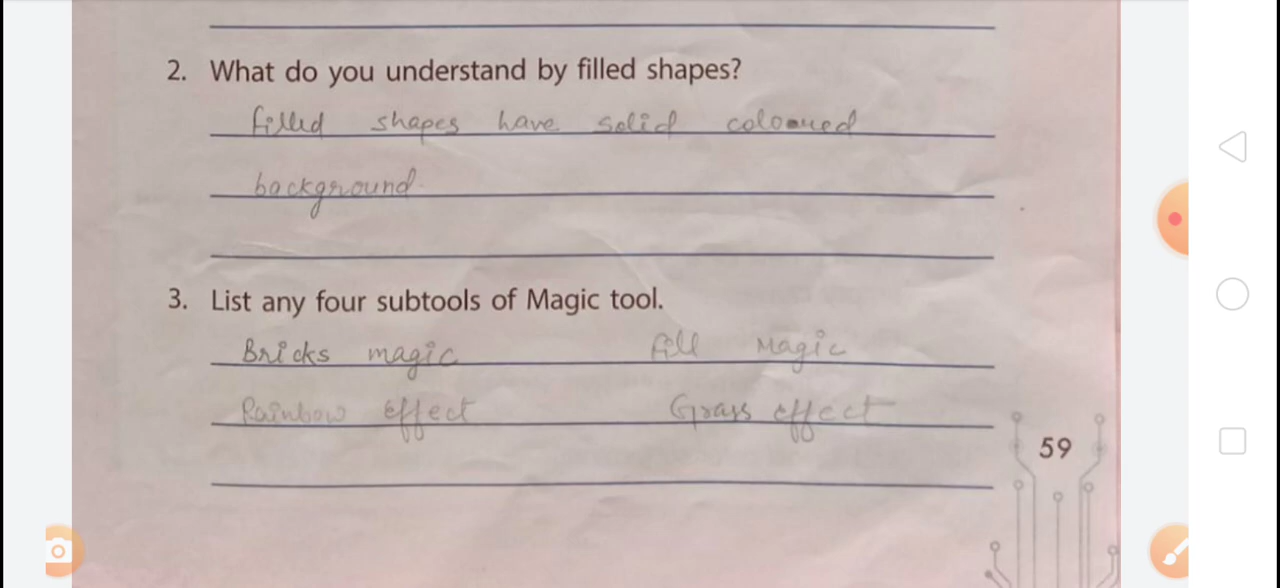 2. What do you understand by filled shapes?
filled shapes have solid coloured
background.
3. List any four subtools of Magic tool.
Bricks magic fill Magic
Rainbow effect Grass effect
59